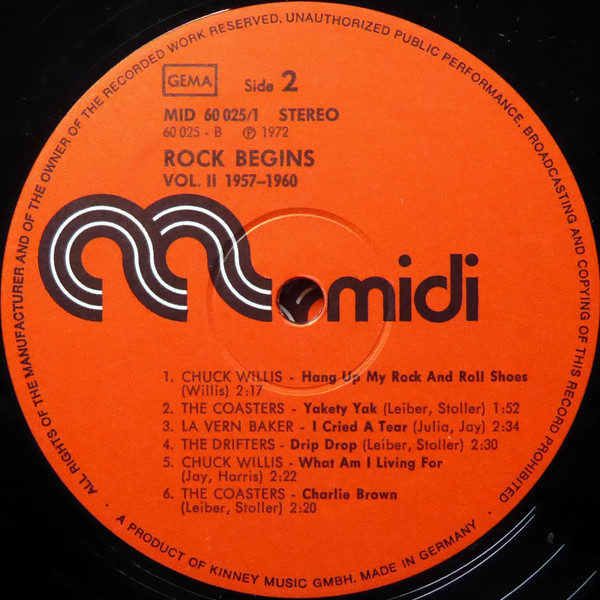 ALL RIGHTS OF THE MANUFACTURER AND OF THE OWNER OF THE RECORDED WORK RESERVED. UNAUTHORIZED PUBLIC PERFORMANCE, BROADCASTING AND COPYING OF THIS RECORD PROHIBITED
GEMA Side 2
MID 60 025/1 STEREO
60 025 - B ℗ 1972
ROCK BEGINS
VOL. II 1957-1960
midi
1. CHUCK WILLIS - Hang Up My Rock And Roll Shoes
(Willis) 2:17
2. THE COASTERS - Yakety Yak (Leiber, Stoller) 1:52
3. LA VERN BAKER - I Cried A Tear (Julia, Jay) 2:34
4. THE DRIFTERS - Drip Drop (Leiber, Stoller) 2:30
5. CHUCK WILLIS - What Am I Living For
(Jay, Harris) 2:22
6. THE COASTERS - Charlie Brown
(Leiber, Stoller) 2:20
· A PRODUCT OF KINNEY MUSIC GMBH. MADE IN GERMANY ·